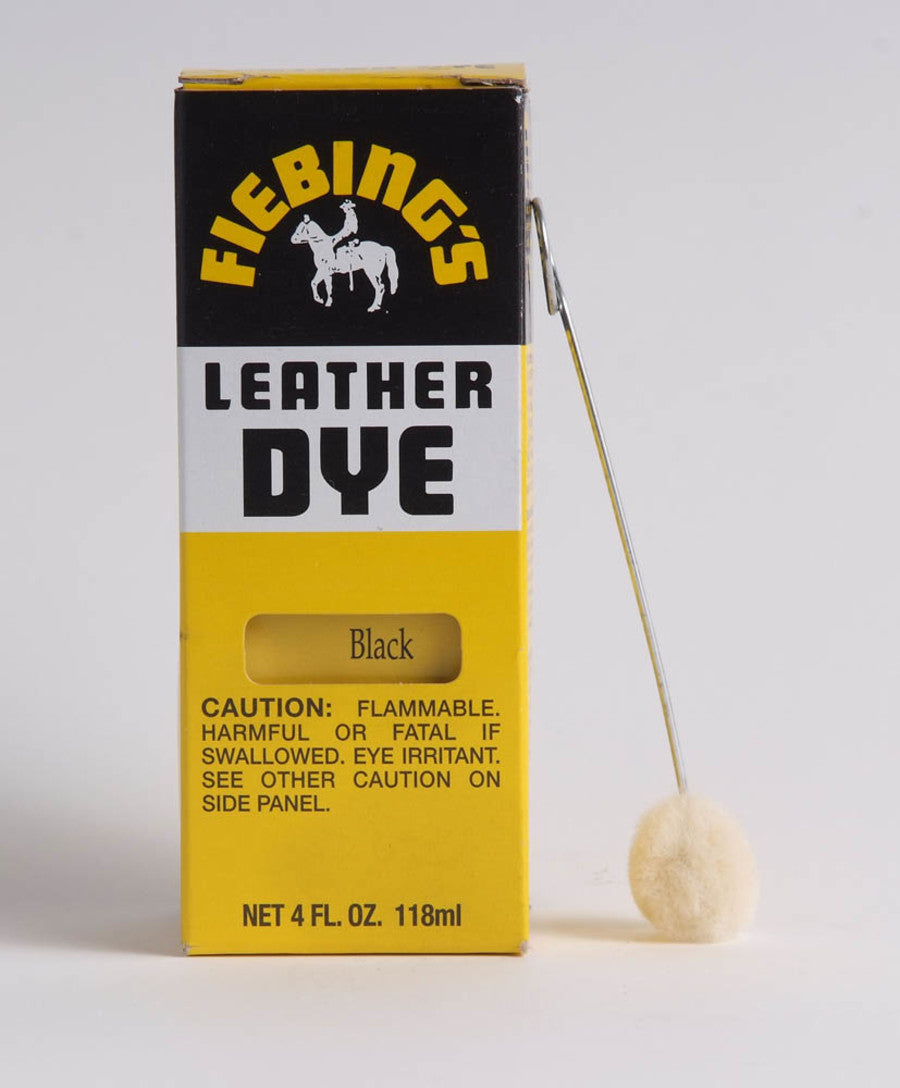 FIEBING'S
LEATHER
DYE
Black
CAUTION: FLAMMABLE.
HARMFUL OR FATAL IF
SWALLOWED. EYE IRRITANT.
SEE OTHER CAUTION ON
SIDE PANEL.
NET 4 FL. OZ. 118ml